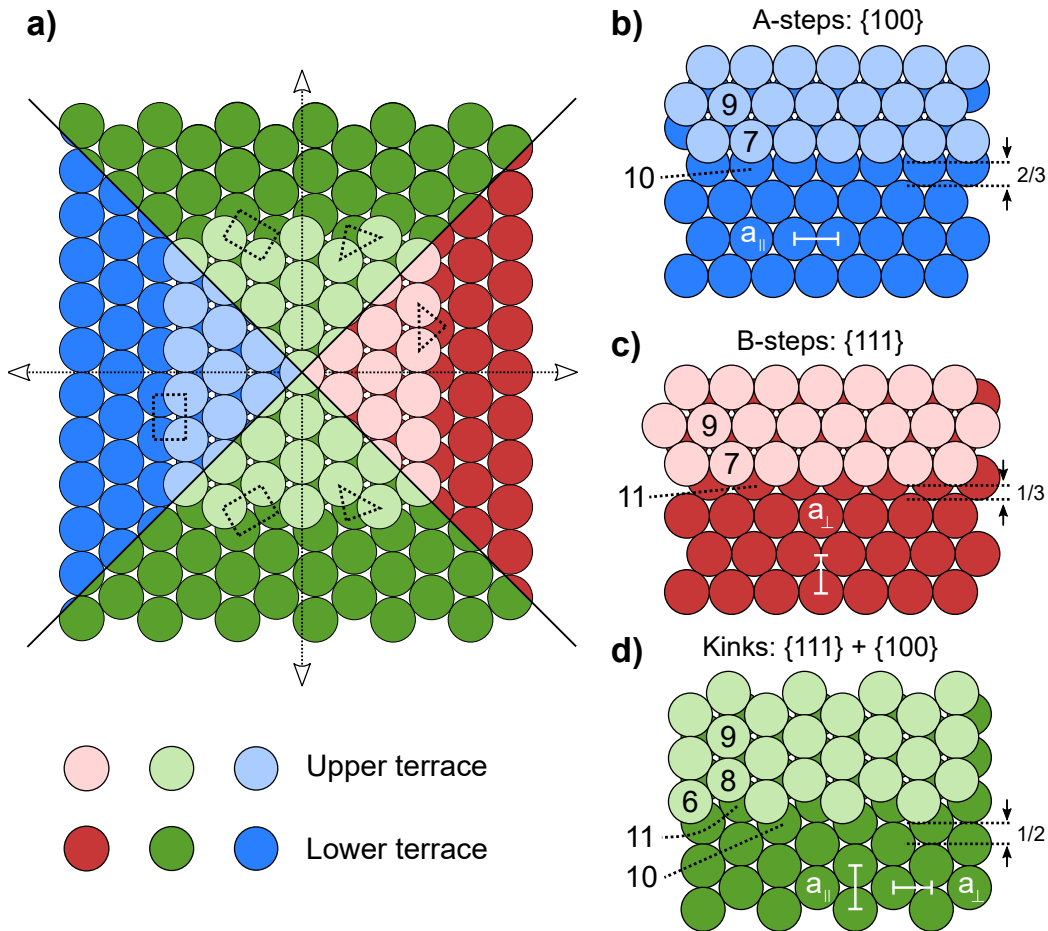 a)
Upper terrace
Lower terrace
b)
A-steps: {100}
9
7
10
2/3
a||
c)
B-steps: {111}
9
7
11
1/3
a⊥
d)
Kinks: {111} + {100}
9
8
6
11
10
1/2
a||
a⊥